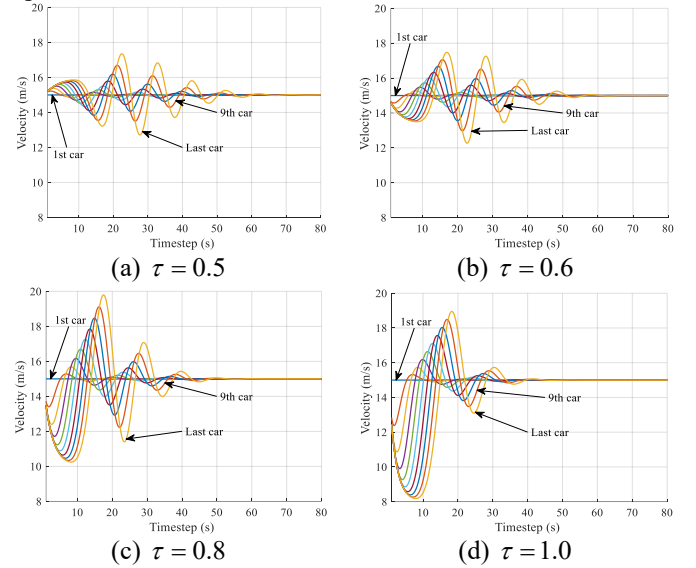 20
18
16
14
12
10
8
Velocity (m/s)
1st car
9th car
Last car
10 20 30 40 50 60 70 80
Timestep (s)
(a) τ = 0.5
20
18
16
14
12
10
8
Velocity (m/s)
1st car
9th car
Last car
10 20 30 40 50 60 70 80
Timestep (s)
(b) τ = 0.6
20
18
16
14
12
10
8
Velocity (m/s)
1st car
9th car
Last car
10 20 30 40 50 60 70 80
Timestep (s)
(c) τ = 0.8
20
18
16
14
12
10
8
Velocity (m/s)
1st car
9th car
Last car
10 20 30 40 50 60 70 80
Timestep (s)
(d) τ = 1.0